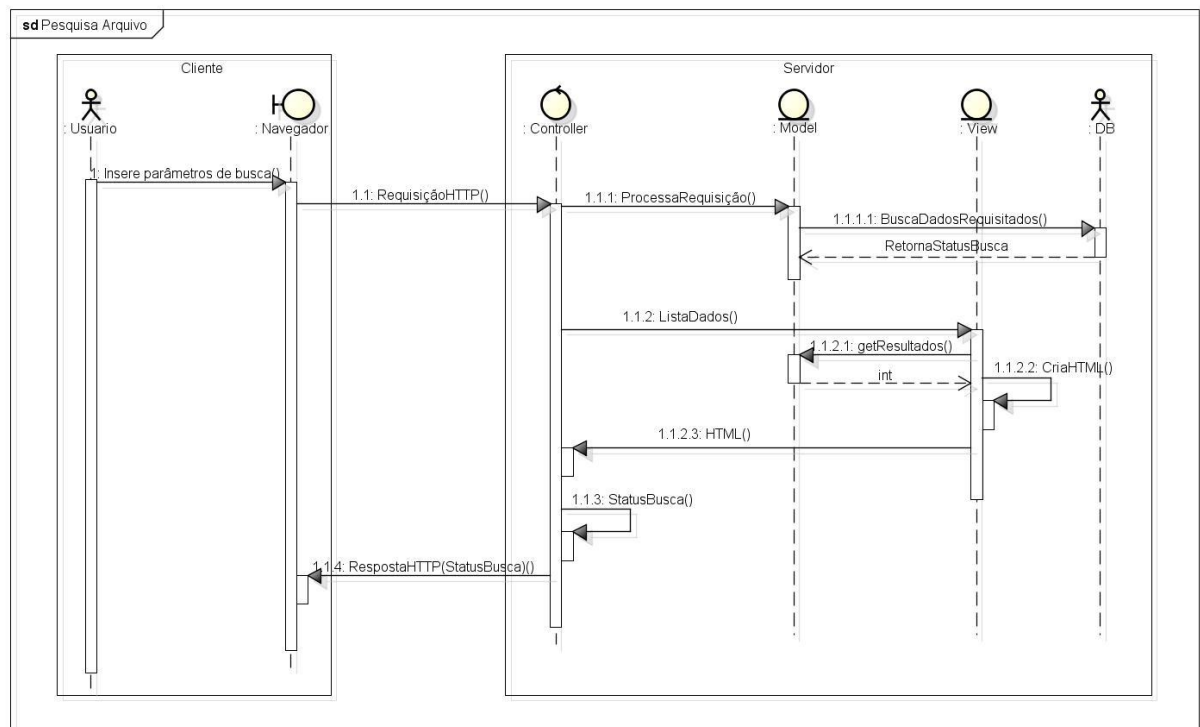 sd Pesquisa Arquivo
Cliente
Servidor
: Usuario
: Navegador
: Controller
: Model
: View
: DB
1: Insere parâmetros de busca()
1.1: RequisiçãoHTTP()
1.1.1: ProcessaRequisição()
1.1.1.1: BuscaDadosRequisitados()
RetornaStatusBusca
1.1.2: ListaDados()
1.1.2.1: getResultados()
int
1.1.2.2: CriaHTML()
1.1.2.3: HTML()
1.1.3: StatusBusca()
1.1.4: RespostaHTTP(StatusBusca)()